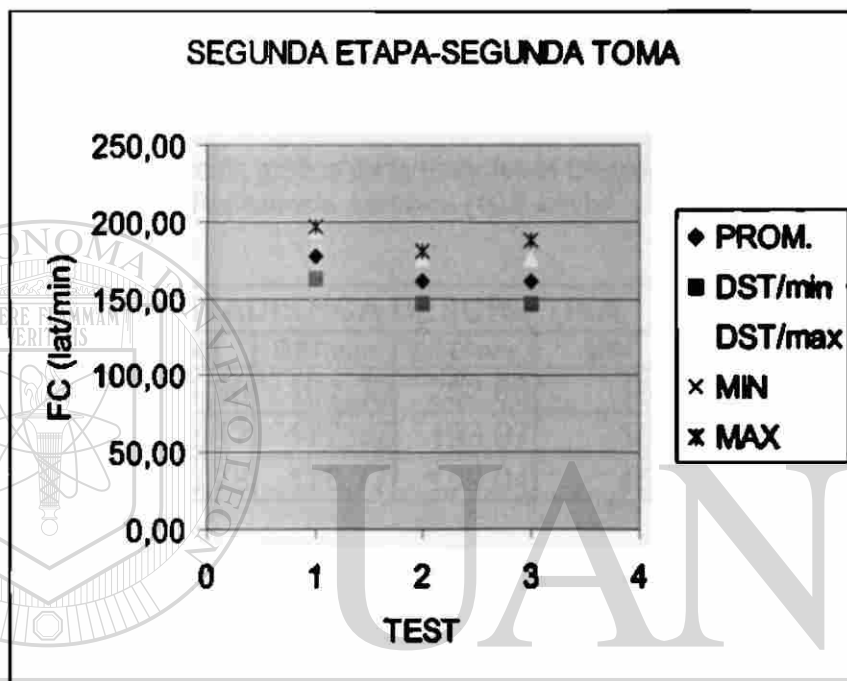 SEGUNDA ETAPA-SEGUNDA TOMA
250,00
200,00
150,00
100,00
50,00
0,00
FC (lat/min)
0 1 2 3 4
TEST
PROM.
DST/min
DST/max
MIN
MAX
UAN